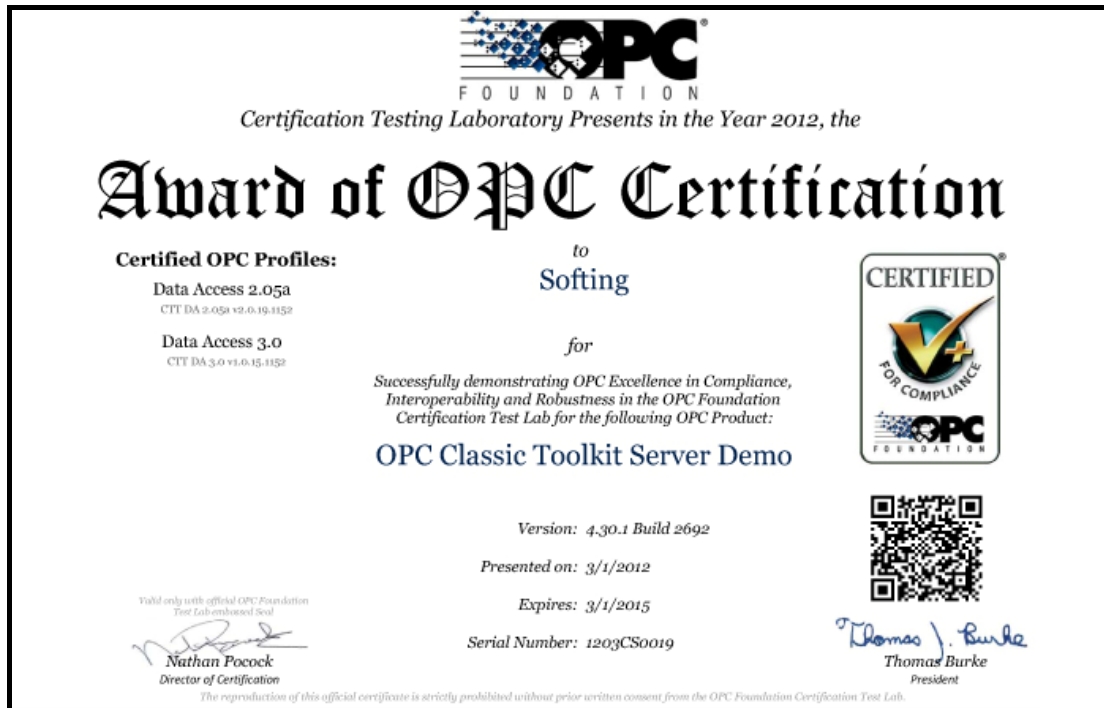 OPC
FOUNDATION
Certification Testing Laboratory Presents in the Year 2012, the
Award of OPC Certification
Certified OPC Profiles:
Data Access 2.05a
CTT DA 2.05a v2.0.19.1152
Data Access 3.0
CTT DA 3.0 v1.0.15.1152
to
Softing
for
Successfully demonstrating OPC Excellence in Compliance,
Interoperability and Robustness in the OPC Foundation
Certification Test Lab for the following OPC Product:
OPC Classic Toolkit Server Demo
CERTIFIED
V+
FOR COMPLIANCE
OPC
FOUNDATION
Version: 4.30.1 Build 2692
Presented on: 3/1/2012
Expires: 3/1/2015
Serial Number: 1203CS0019
Valid only with official OPC Foundation
Test Lab embossed Seal
Nathan Pocock
Director of Certification
Thomas J. Burke
Thomas Burke
President
The reproduction of this official certificate is strictly prohibited without prior written consent from the OPC Foundation Certification Test Lab.